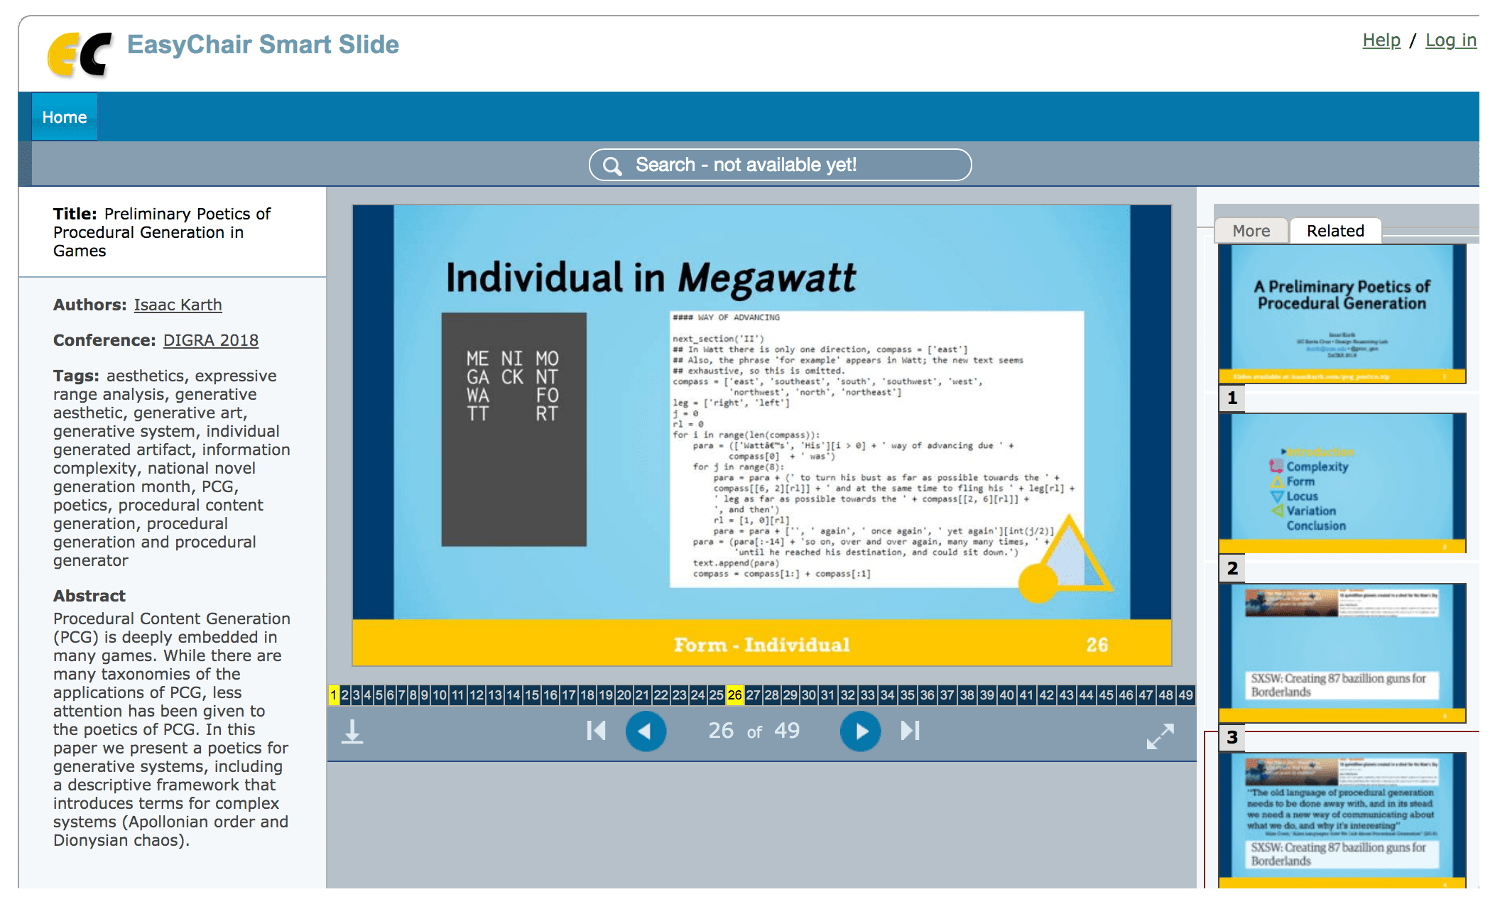 EC EasyChair Smart Slide
Help / Log in
Home
Search - not available yet!
Title: Preliminary Poetics of
Procedural Generation in
Games
Authors: Isaac Karth
Conference: DIGRA 2018
Tags: aesthetics, expressive
range analysis, generative
aesthetic, generative art,
generative system, individual
generated artifact, information
complexity, national novel
generation month, PCG,
poetics, procedural content
generation, procedural
generation and procedural
generator
Abstract
Procedural Content Generation
(PCG) is deeply embedded in
many games. While there are
many taxonomies of the
applications of PCG, less
attention has been given to
the poetics of PCG. In this
paper we present a poetics for
generative systems, including
a descriptive framework that
introduces terms for complex
systems (Apollonian order and
Dionysian chaos).
Individual in Megawatt
ME NI MO
GA CK NT
WA FO
TT RT
#### WAY OF ADVANCING
next_section('II')
## In Watt there is only one direction, compass = ['east']
## Also, the phrase 'for example' appears in Watt; the new text seems
## exhaustive, so this is omitted.
compass = ['east', 'southeast', 'south', 'southwest', 'west',
'northwest', 'north', 'northeast']
leg = ['right', 'left']
j = 0
rl = 0
for i in range(len(compass)):
para = (['Wattâ€™s', 'His'][i > 0] + ' way of advancing due ' +
compass[0] + ' was')
for j in range(8):
para = para + (' to turn his bust as far as possible towards the ' +
compass[[6, 2][rl]] + ' and at the same time to fling his ' + leg[rl] +
' leg as far as possible towards the ' + compass[[2, 6][rl]] +
', and then')
rl = [1, 0][rl]
para = para + ['', ' again', ' once again', ' yet again'][int(j/2)]
para = (para[:-14] + 'so on, over and over again, many many times, ' +
'until he reached his destination, and could sit down.')
text.append(para)
compass = compass[1:] + compass[:1]
Form - Individual 26
1 2 3 4 5 6 7 8 9 10 11 12 13 14 15 16 17 18 19 20 21 22 23 24 25 26 27 28 29 30 31 32 33 34 35 36 37 38 39 40 41 42 43 44 45 46 47 48 49
26 of 49
More Related
A Preliminary Poetics of
Procedural Generation
Isaac Karth
1
Introduction
Complexity
Form
Locus
Variation
Conclusion
2
SXSW: Creating 87 bazillion guns for
Borderlands
3
"The old language of procedural generation
needs to be done away with, and in its stead
we need a new way of communicating about
what we do, and why it's interesting"
SXSW: Creating 87 bazillion guns for
Borderlands